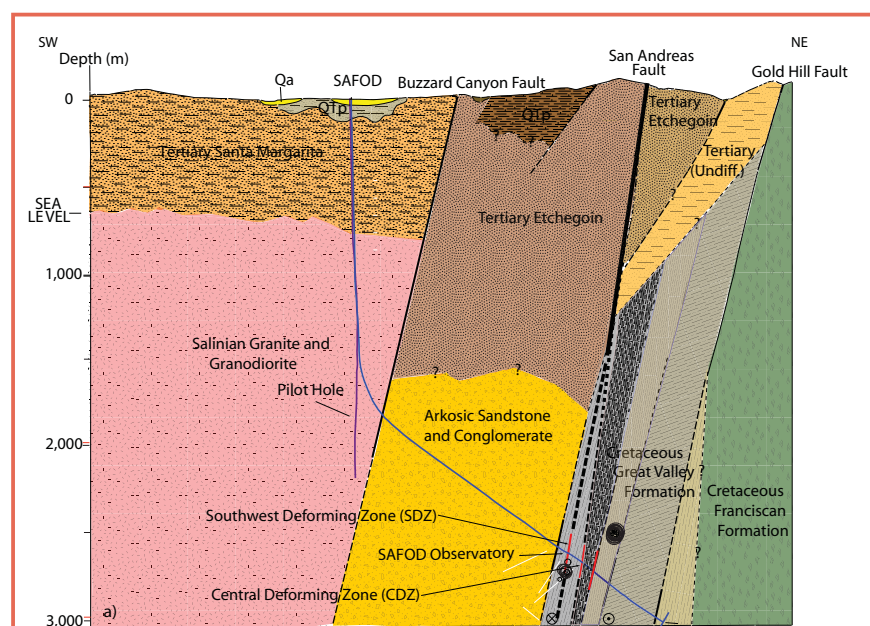 SW
NE
Depth (m)
Qa
SAFOD
Buzzard Canyon Fault
San Andreas
Fault
Gold Hill Fault
0
QTp
QTp
?
?
Tertiary
Etchegoin
Tertiary Santa Margarita
Tertiary
(Undiff.)
?
SEA
LEVEL
Tertiary Etchegoin
?
1,000
Salinian Granite and
Granodiorite
?
?
Pilot Hole
Arkosic Sandstone
and Conglomerate
2,000
Cretaceous
Great Valley
Formation
?
Cretaceous
Franciscan
Formation
Southwest Deforming Zone (SDZ)
SAFOD Observatory
?
Central Deforming Zone (CDZ)
a)
3,000